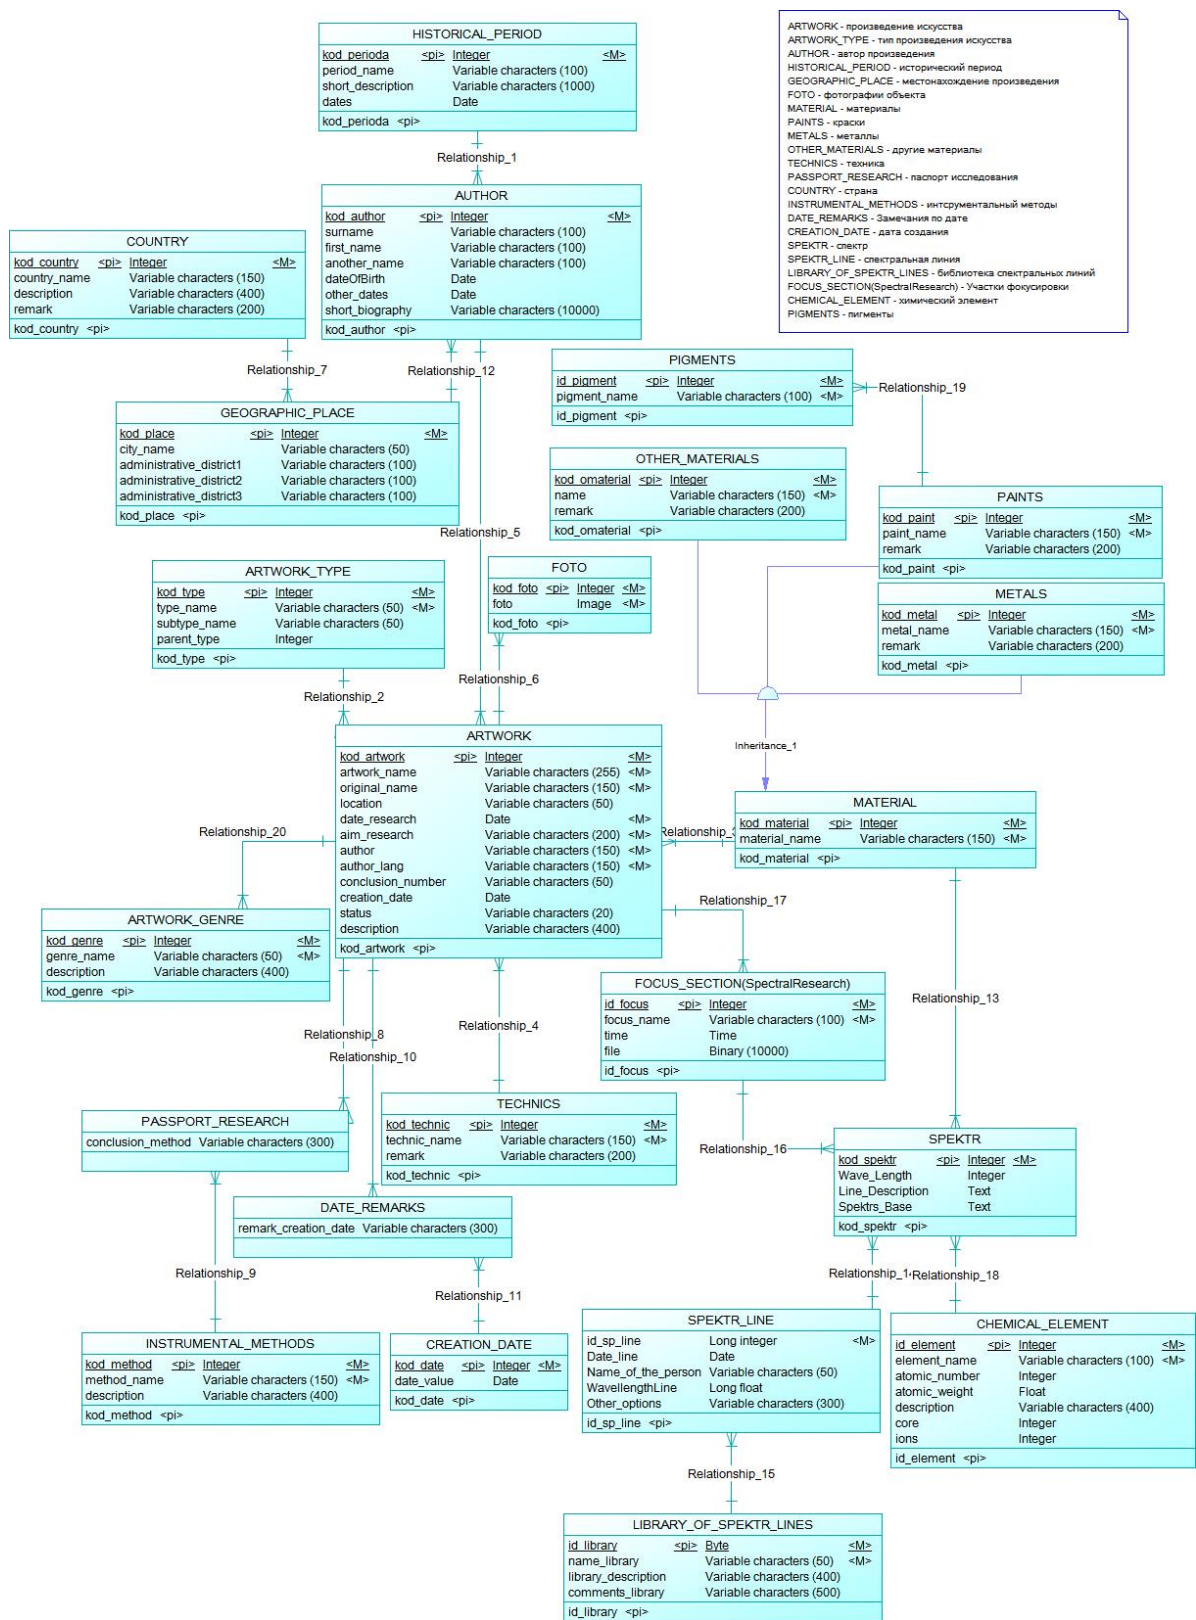 HISTORICAL_PERIOD
kod_perioda <pi> Integer <M>
period_name Variable characters (100)
short_description Variable characters (1000)
dates Date
kod_perioda <pi>
ARTWORK - произведение искусства
ARTWORK_TYPE - тип произведения искусства
AUTHOR - автор произведения
HISTORICAL_PERIOD - исторический период
GEOGRAPHIC_PLACE - местонахождение произведения
FOTO - фотографии объекта
MATERIAL - материалы
PAINTS - краски
METALS - металлы
OTHER_MATERIALS - другие материалы
TECHNICS - техника
PASSPORT_RESEARCH - паспорт исследования
COUNTRY - страна
INSTRUMENTAL_METHODS - интсрументальный методы
DATE_REMARKS - Замечания по дате
CREATION_DATE - дата создания
SPEKTR - спектр
SPEKTR_LINE - спектральная линия
LIBRARY_OF_SPEKTR_LINES - библиотека спектральных линий
FOCUS_SECTION(SpectralResearch) - Участки фокусировки
CHEMICAL_ELEMENT - химический элемент
PIGMENTS - пигменты
Relationship_1
AUTHOR
kod_author <pi> Integer <M>
surname Variable characters (100)
first_name Variable characters (100)
another_name Variable characters (100)
dateOfBirth Date
other_dates Date
short_biography Variable characters (10000)
kod_author <pi>
COUNTRY
kod_country <pi> Integer <M>
country_name Variable characters (150)
description Variable characters (400)
remark Variable characters (200)
kod_country <pi>
Relationship_7
Relationship_12
PIGMENTS
id_pigment <pi> Integer <M>
pigment_name Variable characters (100) <M>
id_pigment <pi>
Relationship_19
GEOGRAPHIC_PLACE
kod_place <pi> Integer <M>
city_name Variable characters (50)
administrative_district1 Variable characters (100)
administrative_district2 Variable characters (100)
administrative_district3 Variable characters (100)
kod_place <pi>
OTHER_MATERIALS
kod_omaterial <pi> Integer <M>
name Variable characters (150) <M>
remark Variable characters (200)
kod_omaterial <pi>
PAINTS
kod_paint <pi> Integer <M>
paint_name Variable characters (150) <M>
remark Variable characters (200)
kod_paint <pi>
Relationship_5
ARTWORK_TYPE
kod_type <pi> Integer <M>
type_name Variable characters (50) <M>
subtype_name Variable characters (50)
parent_type Integer
kod_type <pi>
FOTO
kod_foto <pi> Integer <M>
foto Image <M>
kod_foto <pi>
METALS
kod_metal <pi> Integer <M>
metal_name Variable characters (150) <M>
remark Variable characters (200)
kod_metal <pi>
Relationship_6
Relationship_2
ARTWORK
kod_artwork <pi> Integer <M>
artwork_name Variable characters (255) <M>
original_name Variable characters (150) <M>
location Variable characters (50)
date_research Date <M>
aim_research Variable characters (200) <M>
author Variable characters (150) <M>
author_lang Variable characters (150) <M>
conclusion_number Variable characters (50)
creation_date Date
status Variable characters (20)
description Variable characters (400)
kod_artwork <pi>
Inheritance_1
MATERIAL
kod_material <pi> Integer <M>
material_name Variable characters (150) <M>
kod_material <pi>
Relationship_20
Relationship_
Relationship_17
ARTWORK_GENRE
kod_genre <pi> Integer <M>
genre_name Variable characters (50) <M>
description Variable characters (400)
kod_genre <pi>
FOCUS_SECTION(SpectralResearch)
id_focus <pi> Integer <M>
focus_name Variable characters (100) <M>
time Time
file Binary (10000)
id_focus <pi>
Relationship_13
Relationship_4
Relationship_8
Relationship_10
TECHNICS
kod_technic <pi> Integer <M>
technic_name Variable characters (150) <M>
remark Variable characters (200)
kod_technic <pi>
PASSPORT_RESEARCH
conclusion_method Variable characters (300)
Relationship_16
SPEKTR
kod_spektr <pi> Integer <M>
Wave_Length Integer
Line_Description Text
Spektrs_Base Text
kod_spektr <pi>
DATE_REMARKS
remark_creation_date Variable characters (300)
Relationship_9
Relationship_11
Relationship_1
Relationship_18
INSTRUMENTAL_METHODS
kod_method <pi> Integer <M>
method_name Variable characters (150) <M>
description Variable characters (400)
kod_method <pi>
CREATION_DATE
kod_date <pi> Integer <M>
date_value Date
kod_date <pi>
SPEKTR_LINE
id_sp_line Long integer <M>
Date_line Date
Name_of_the_person Variable characters (50)
WavellengthLine Long float
Other_options Variable characters (300)
id_sp_line <pi>
CHEMICAL_ELEMENT
id_element <pi> Integer <M>
element_name Variable characters (100) <M>
atomic_number Integer
atomic_weight Float
description Variable characters (400)
core Integer
ions Integer
id_element <pi>
Relationship_15
LIBRARY_OF_SPEKTR_LINES
id_library <pi> Byte <M>
name_library Variable characters (50) <M>
library_description Variable characters (400)
comments_library Variable characters (500)
id_library <pi>